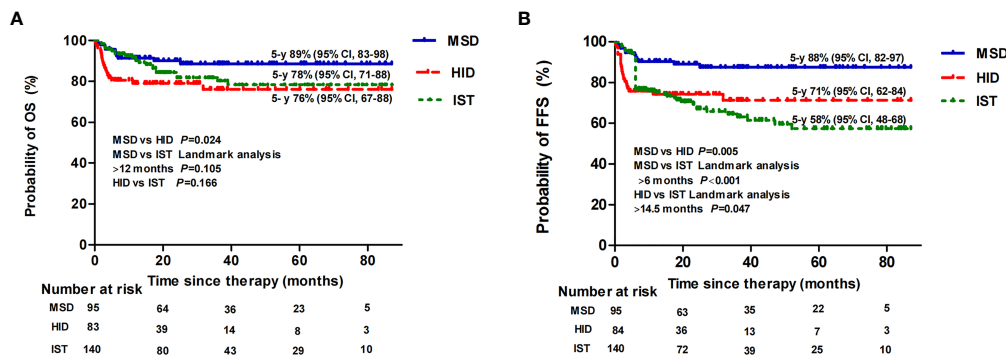 A
Probability of OS (%)
100
80
60
40
20
0
0 20 40 60 80
Time since therapy (months)
5-y 89% (95% CI, 83-98)
5-y 78% (95% CI, 71-88)
5-y 76% (95% CI, 67-88)
MSD
HID
IST
MSD vs HID P=0.024
MSD vs IST Landmark analysis
>12 months P=0.105
HID vs IST P=0.166
Number at risk
MSD 95 64 36 23 5
HID 83 39 14 8 3
IST 140 80 43 29 10
B
Probability of FFS (%)
100
80
60
40
20
0
0 20 40 60 80
Time since therapy (months)
5-y 88% (95% CI, 82-97)
5-y 71% (95% CI, 62-84)
5-y 58% (95% CI, 48-68)
MSD
HID
IST
MSD vs HID P=0.005
MSD vs IST Landmark analysis
>6 months P<0.001
HID vs IST Landmark analysis
>14.5 months P=0.047
Number at risk
MSD 95 63 35 22 5
HID 84 36 13 7 3
IST 140 72 39 25 10